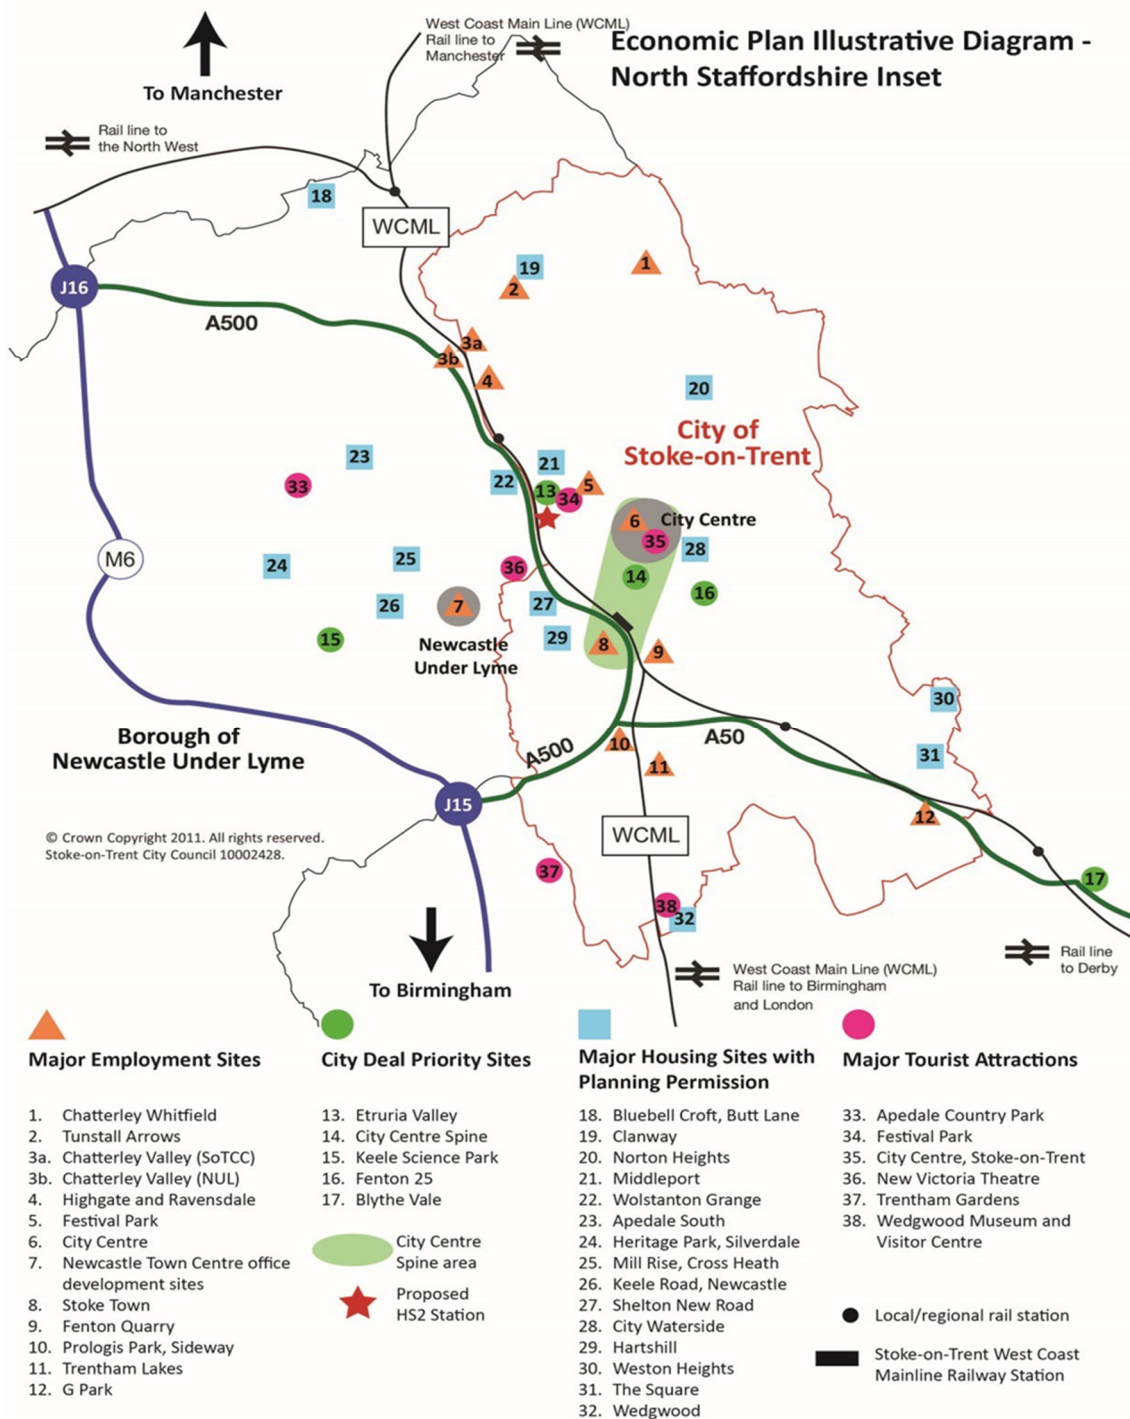 West Coast Main Line (WCML)
Rail line to
Manchester
Economic Plan Illustrative Diagram -
North Staffordshire Inset
To Manchester
Rail line to
the North West
18
WCML
19
1
2
J16
A500
3a
3b
4
20
City of
Stoke-on-Trent
23
21
22
33
13
34
5
6
City Centre
35
28
M6
24
25
36
14
16
26
7
27
15
Newcastle
Under Lyme
29
8
9
30
Borough of
Newcastle Under Lyme
A500
10
A50
31
11
J15
12
WCML
© Crown Copyright 2011. All rights reserved.
Stoke-on-Trent City Council 10002428.
37
17
38
32
To Birmingham
West Coast Main Line (WCML)
Rail line to Birmingham
and London
Rail line
to Derby
Major Employment Sites
1. Chatterley Whitfield
2. Tunstall Arrows
3a. Chatterley Valley (SoTCC)
3b. Chatterley Valley (NUL)
4. Highgate and Ravensdale
5. Festival Park
6. City Centre
7. Newcastle Town Centre office
development sites
8. Stoke Town
9. Fenton Quarry
10. Prologis Park, Sideway
11. Trentham Lakes
12. G Park
City Deal Priority Sites
13. Etruria Valley
14. City Centre Spine
15. Keele Science Park
16. Fenton 25
17. Blythe Vale
City Centre
Spine area
Proposed
HS2 Station
Major Housing Sites with
Planning Permission
18. Bluebell Croft, Butt Lane
19. Clanway
20. Norton Heights
21. Middleport
22. Wolstanton Grange
23. Apedale South
24. Heritage Park, Silverdale
25. Mill Rise, Cross Heath
26. Keele Road, Newcastle
27. Shelton New Road
28. City Waterside
29. Hartshill
30. Weston Heights
31. The Square
32. Wedgwood
Major Tourist Attractions
33. Apedale Country Park
34. Festival Park
35. City Centre, Stoke-on-Trent
36. New Victoria Theatre
37. Trentham Gardens
38. Wedgwood Museum and
Visitor Centre
Local/regional rail station
Stoke-on-Trent West Coast
Mainline Railway Station